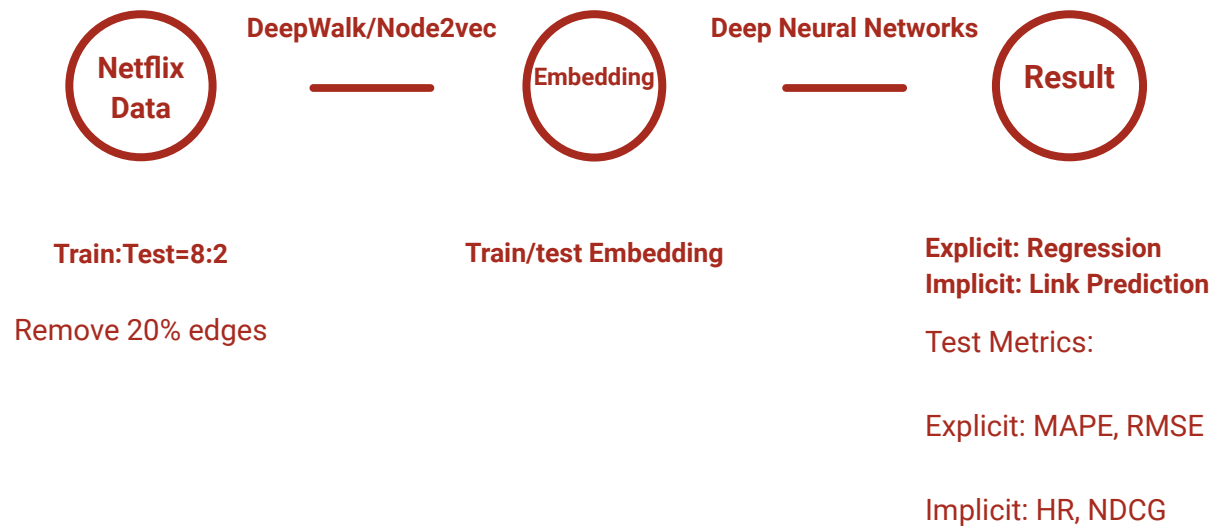 DeepWalk/Node2vec
Deep Neural Networks
Netflix
Data
Embedding
Result
Train:Test=8:2
Remove 20% edges
Train/test Embedding
Explicit: Regression
Implicit: Link Prediction
Test Metrics:
Explicit: MAPE, RMSE
Implicit: HR, NDCG